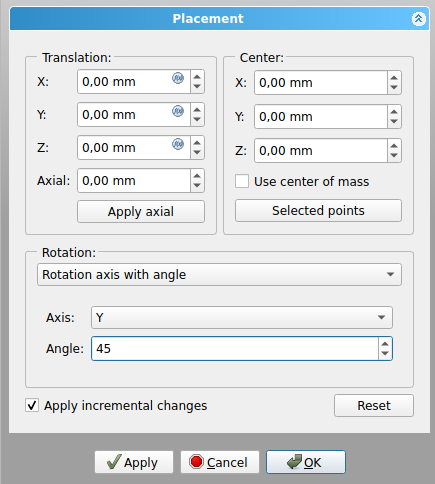 Placement
Translation:
X: 0,00 mm
Y: 0,00 mm
Z: 0,00 mm
Axial: 0,00 mm
Apply axial
Center:
X: 0,00 mm
Y: 0,00 mm
Z: 0,00 mm
Use center of mass
Selected points
Rotation:
Rotation axis with angle
Axis: Y
Angle: 45
Apply incremental changes
Reset
Apply
Cancel
OK